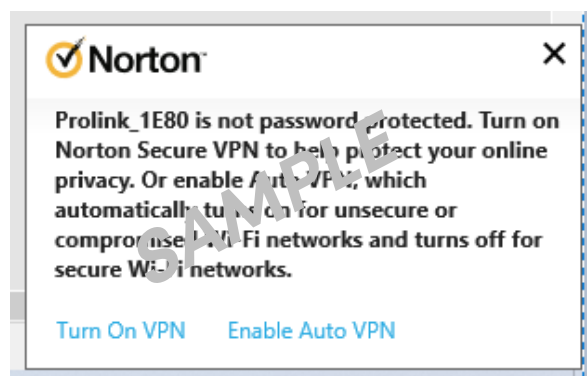 Norton
Prolink_1E80 is not password protected. Turn on
Norton Secure VPN to help protect your online
privacy. Or enable Auto VPN, which
automatically turns on for unsecure or
compromised Wi-Fi networks and turns off for
secure Wi-Fi networks.
SAMPLE
Turn On VPN Enable Auto VPN